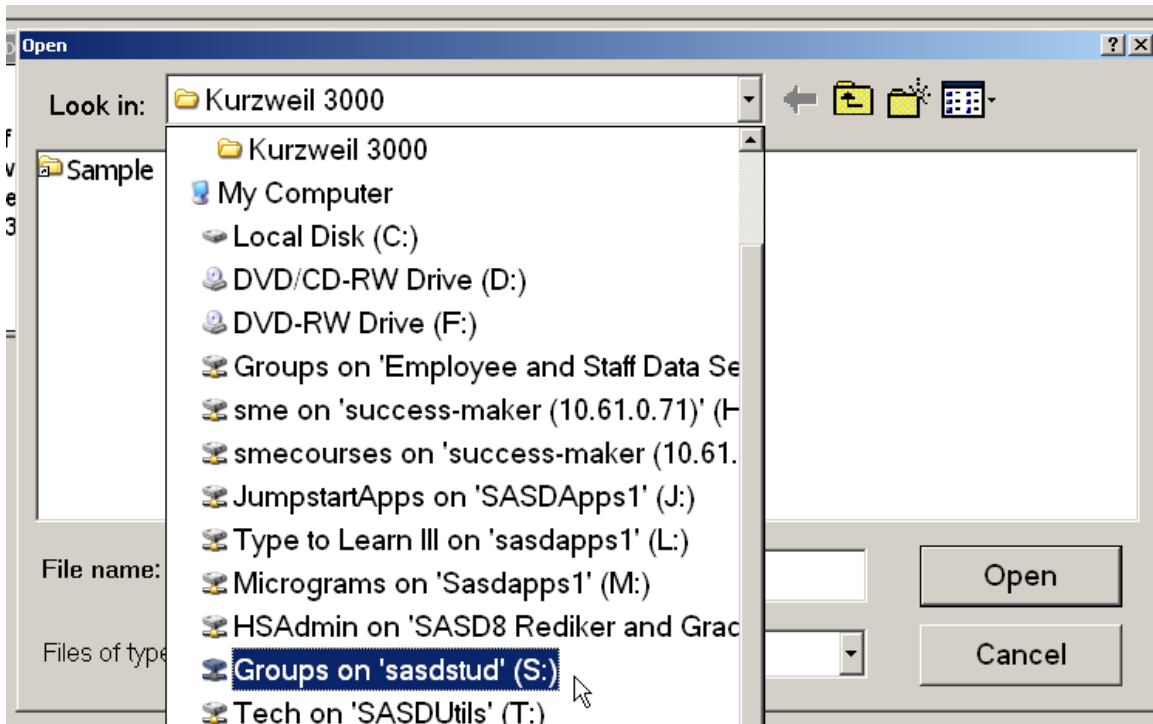 Open
Look in: Kurzweil 3000
Kurzweil 3000
Sample
My Computer
Local Disk (C:)
DVD/CD-RW Drive (D:)
DVD-RW Drive (F:)
Groups on 'Employee and Staff Data Se
sme on 'success-maker (10.61.0.71)' (H
smecourses on 'success-maker (10.61.
JumpstartApps on 'SASDApps1' (J:)
Type to Learn III on 'sasdapps1' (L:)
File name: Open
Micrograms on 'Sasdapps1' (M:)
HSAdmin on 'SASD8 Rediker and Grad
Files of type Cancel
Groups on 'sasdstud' (S:)
Tech on 'SASDUtils' (T:)